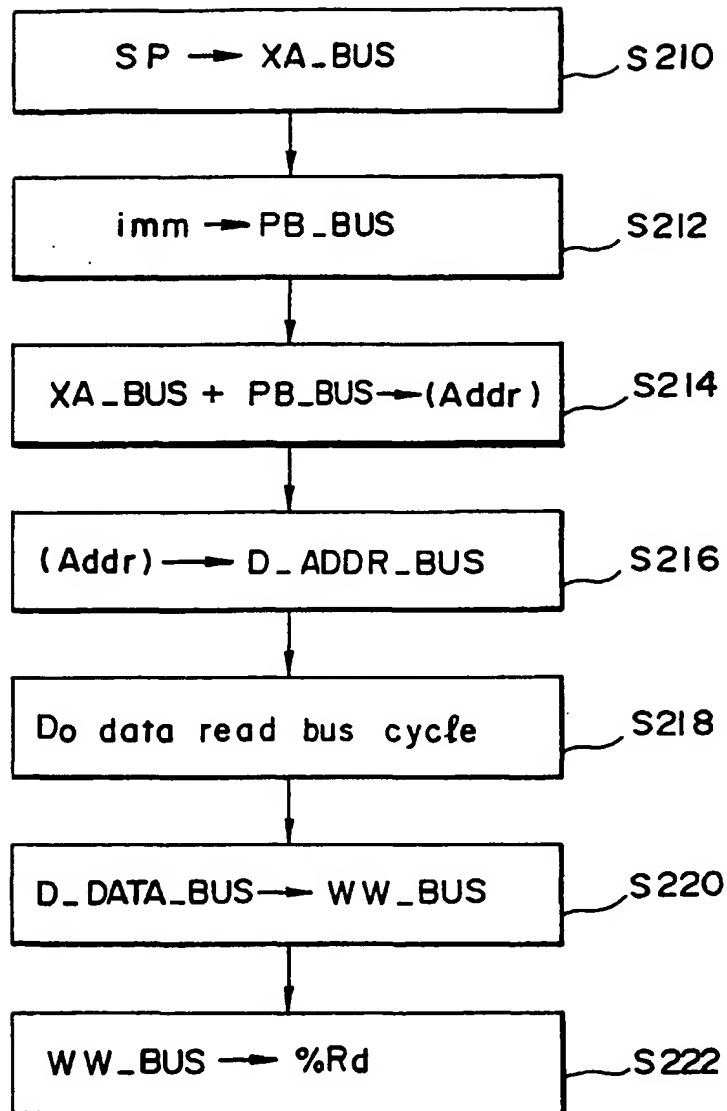 SP → XA_BUS S210
imm → PB_BUS S212
XA_BUS + PB_BUS → (Addr) S214
(Addr) → D_ADDR_BUS S216
Do data read bus cycle S218
D_DATA_BUS → WW_BUS S220
WW_BUS → %Rd S222